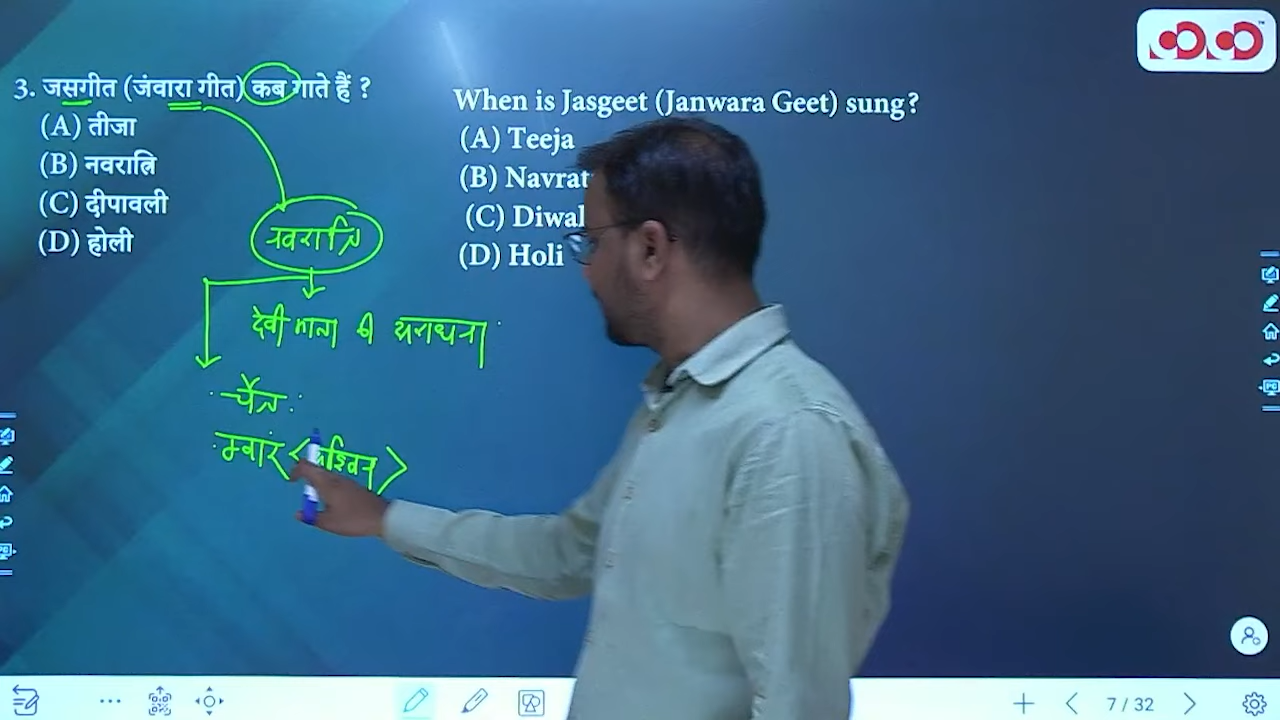 3. जसगीत (जंवारा गीत) कब गाते हैं ?
(A) तीजा
(B) नवरात्रि
(C) दीपावली
(D) होली
When is Jasgeet (Janwara Geet) sung?
(A) Teeja
(B) Navrat
(C) Diwal
(D) Holi
नवरात्रि
देवी माता की अराधना
चैत्र
7 / 32